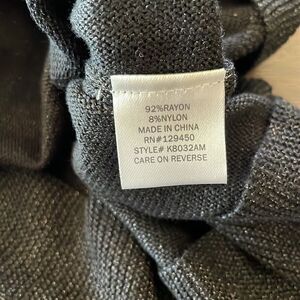 92%RAYON
8%NYLON
MADE IN CHINA
RN#129450
STYLE# K8032AM
CARE ON REVERSE